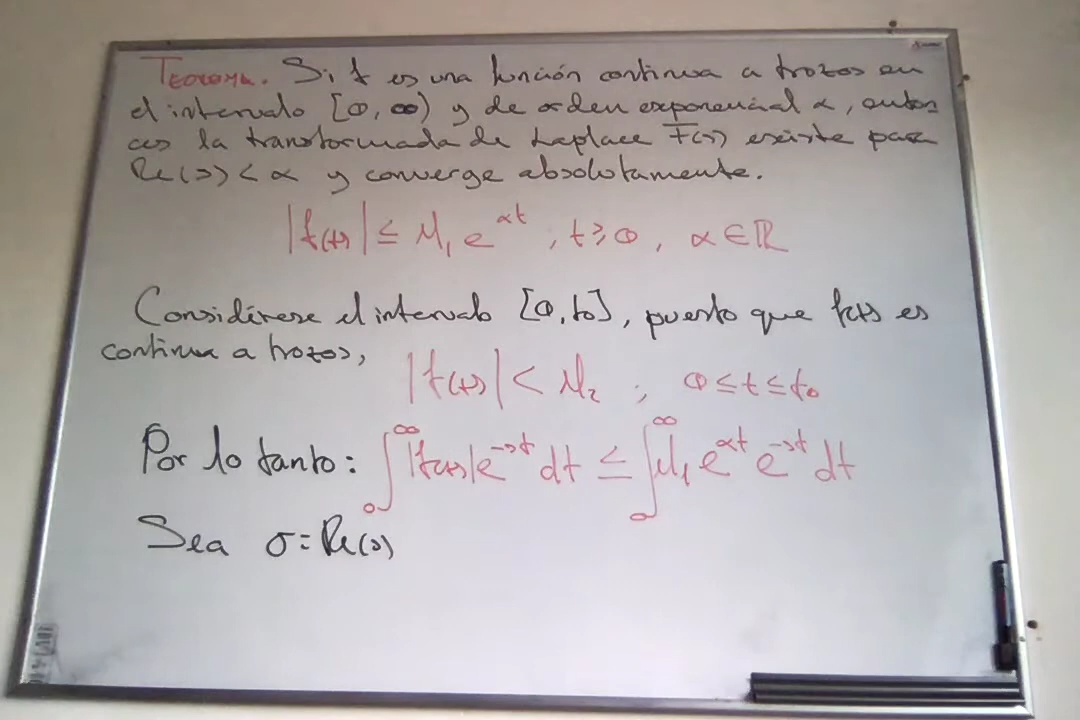 TEOREMA. Si f es una función continua a trozos en
el intervalo [0, ∞) y de orden exponencial α, enton
ces la transformada de Laplace F(s) existe para
Re(s) < α y converge absolutamente.
|f(t)| ≤ M₁ e^{αt}, t ≥ 0, α ∈ ℝ
Considérese el intervalo [0, t₀], puesto que f(t) es
continua a trozos,
|f(t)| < M₂ ; 0 ≤ t ≤ t₀
Por lo tanto: ∫₀^∞ |f(t)| e^{-st} dt ≤ ∫₀^∞ M₁ e^{αt} e^{-st} dt
Sea σ = Re(s)